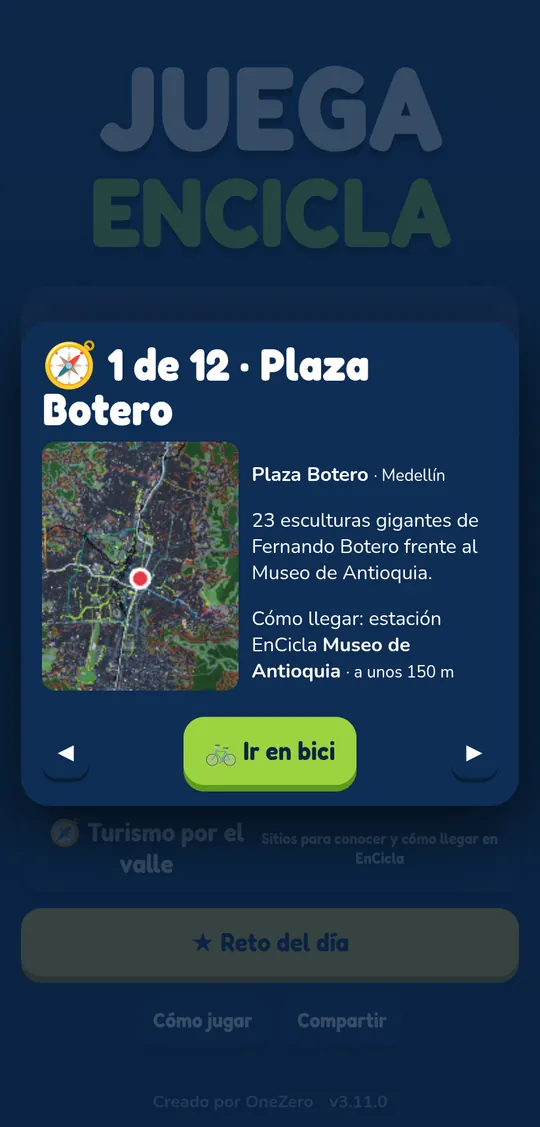 JUEGA
ENCICLA
1 de 12 · Plaza
Botero
Plaza Botero · Medellín
23 esculturas gigantes de
Fernando Botero frente al
Museo de Antioquia.
Cómo llegar: estación
EnCicla Museo de
Antioquia · a unos 150 m
◀
Ir en bici
▶
Turismo por el
valle
Sitios para conocer y cómo llegar en
EnCicla
★ Reto del día
Cómo jugar
Compartir
Creado por OneZero v3.11.0